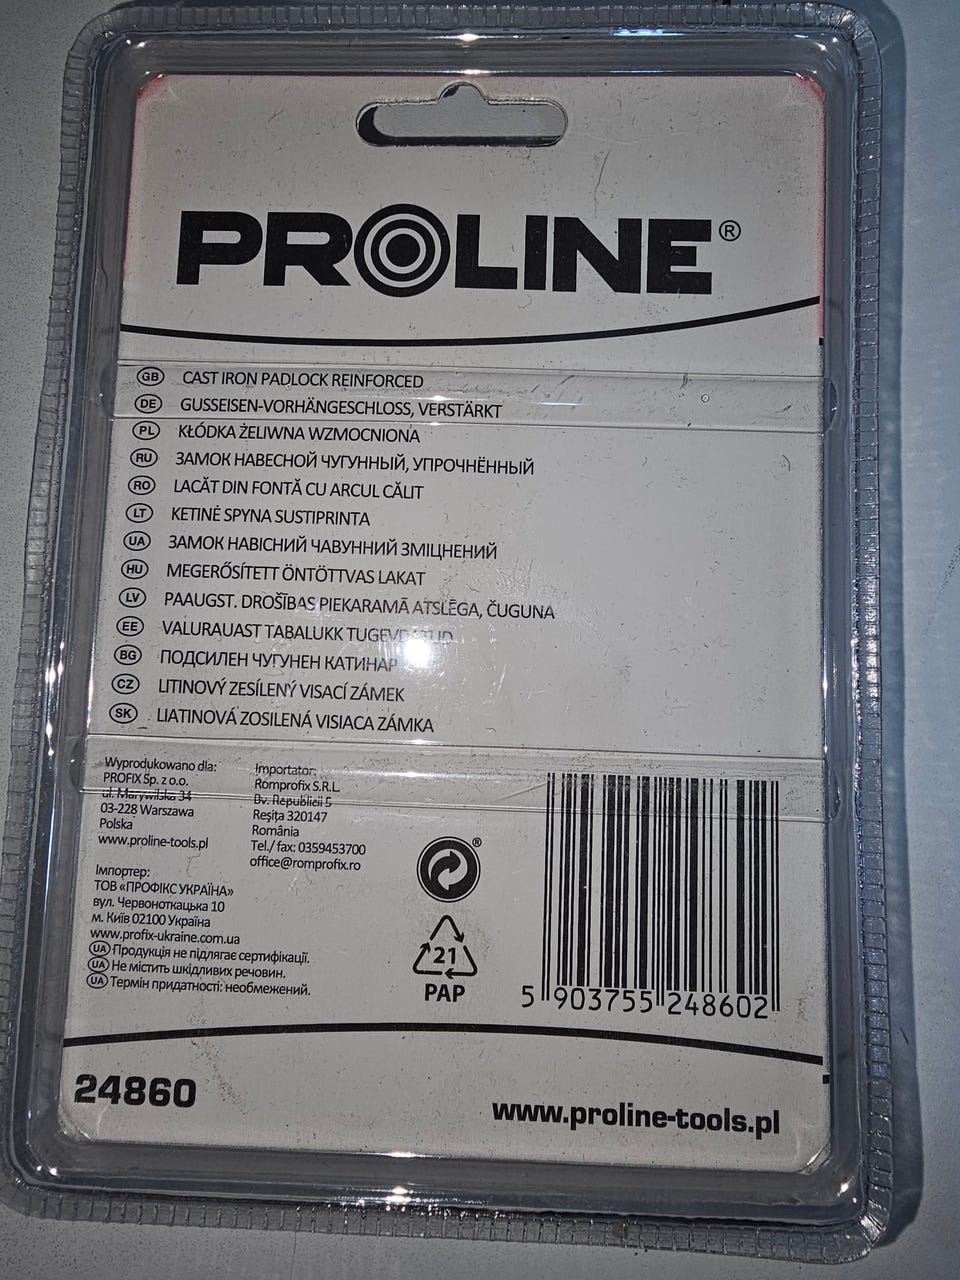 PROLINE®
GB CAST IRON PADLOCK REINFORCED
DE GUSSEISEN-VORHÄNGESCHLOSS, VERSTÄRKT
PL KŁÓDKA ŻELIWNA WZMOCNIONA
RU ЗАМОК НАВЕСНОЙ ЧУГУННЫЙ, УПРОЧНЁННЫЙ
RO LACĂT DIN FONTĂ CU ARCUL CĂLIT
LT KETINĖ SPYNA SUSTIPRINTA
UA ЗАМОК НАВІСНИЙ ЧАВУННИЙ ЗМІЦНЕНИЙ
HU MEGERŐSÍTETT ÖNTÖTTVAS LAKAT
LV PAAUGST. DROŠĪBAS PIEKARAMĀ ATSLĒGA, ČUGUNA
EE VALURAUAST TABALUKK
BG ПОДСИЛЕН ЧУГУНЕН КАТИНАР
CZ LITINOVÝ ZESÍLENÝ VISACÍ ZÁMEK
SK LIATINOVÁ ZOSILENÁ VISIACA ZÁMKA
Wyprodukowano dla:
PROFIX Sp. z o.o.
ul. Marywilska 34
03-228 Warszawa
Polska
www.proline-tools.pl
Importator:
Romprofix S.R.L.
Bv. Republicii 5
Reșița 320147
România
Tel./ fax: 0359453700
office@romprofix.ro
Імпортер:
ТОВ «ПРОФІКС УКРАЇНА»
вул. Червоноткацька 10
м. Київ 02100 Україна
www.profix-ukraine.com.ua
UA Продукція не підлягає сертифікації.
UA Не містить шкідливих речовин.
UA Термін придатності: необмежений.
®
21
PAP
5 903755 248602
24860
www.proline-tools.pl